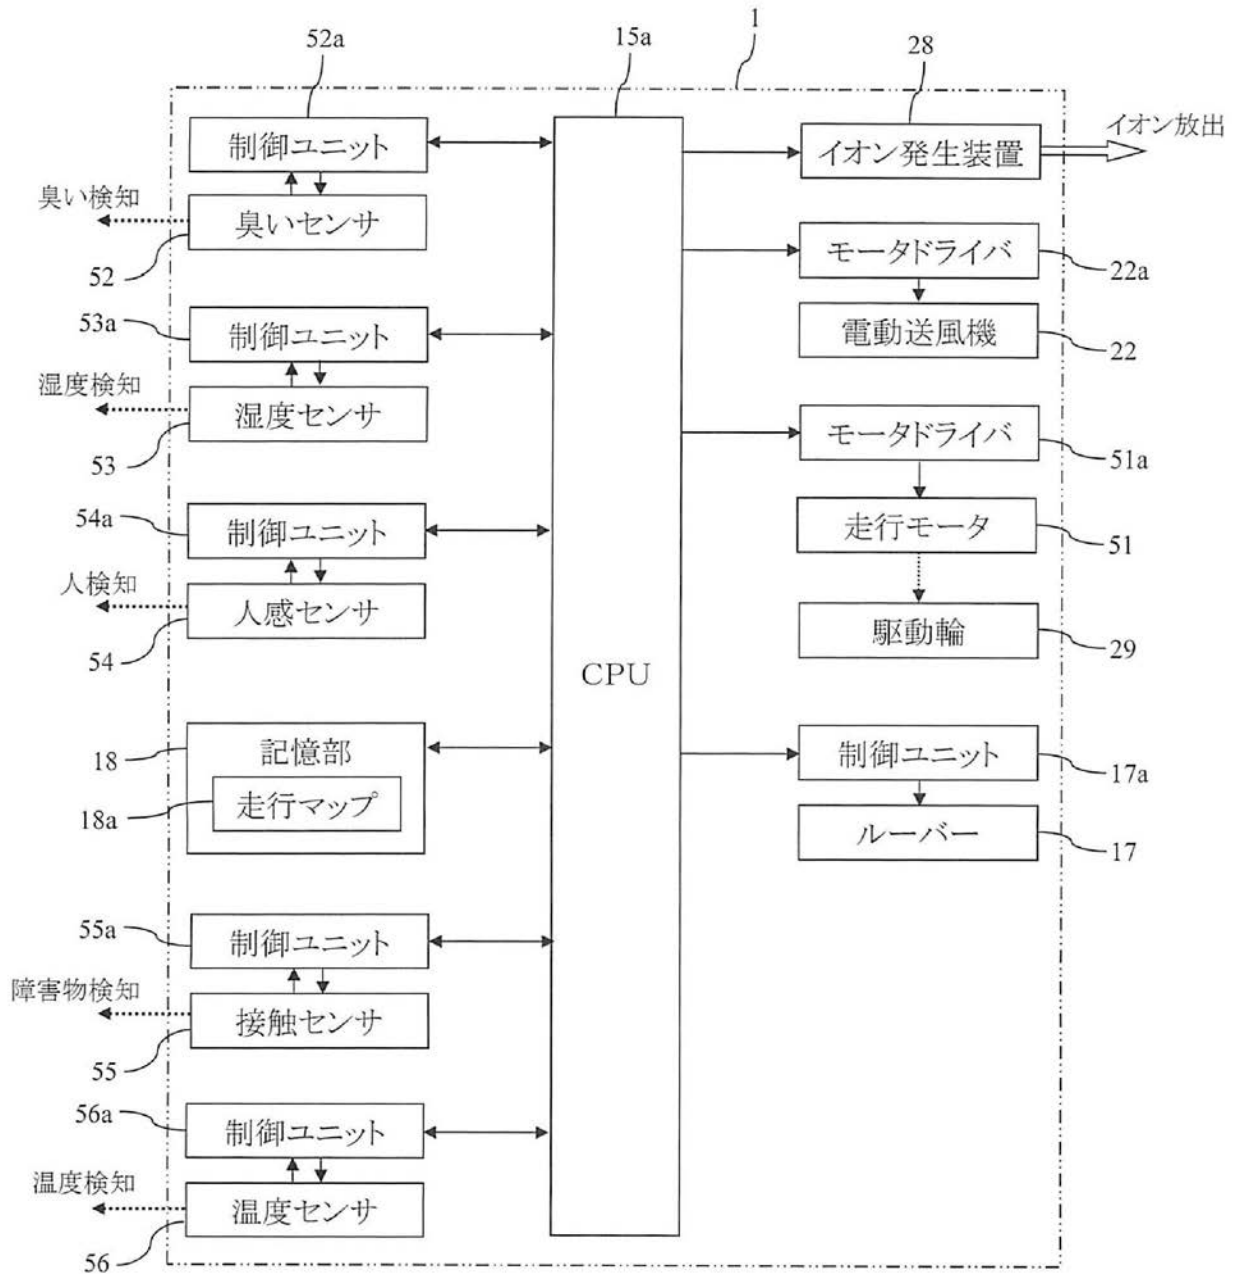 52a
15a
1
28
制御ユニット
イオン発生装置
イオン放出
臭い検知
臭いセンサ
52
モータドライバ
22a
53a
制御ユニット
電動送風機
22
湿度検知
湿度センサ
53
モータドライバ
51a
54a
制御ユニット
走行モータ
51
人検知
人感センサ
54
駆動輪
29
CPU
18
記憶部
18a
走行マップ
制御ユニット
17a
ルーバー
17
55a
制御ユニット
障害物検知
接触センサ
55
56a
制御ユニット
温度検知
温度センサ
56